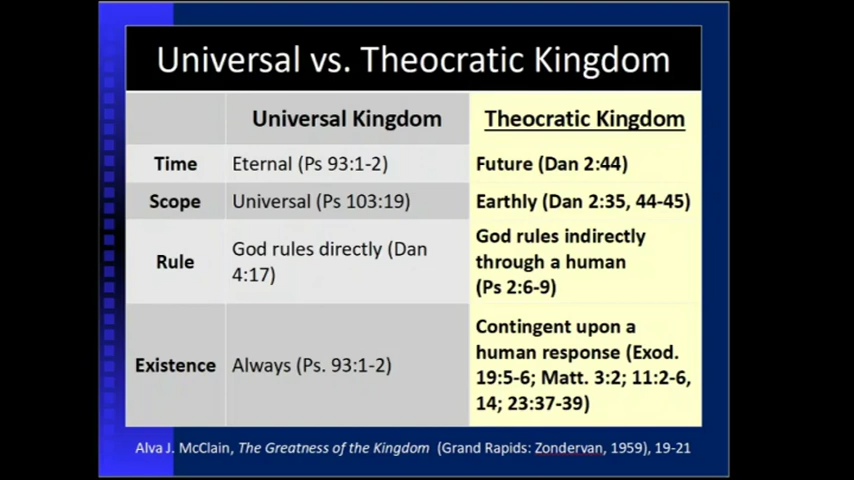 Universal vs. Theocratic Kingdom
Universal Kingdom
Theocratic Kingdom
Time
Eternal (Ps 93:1-2)
Future (Dan 2:44)
Scope
Universal (Ps 103:19)
Earthly (Dan 2:35, 44-45)
Rule
God rules directly (Dan
4:17)
God rules indirectly
through a human
(Ps 2:6-9)
Existence
Always (Ps. 93:1-2)
Contingent upon a
human response (Exod.
19:5-6; Matt. 3:2; 11:2-6,
14; 23:37-39)
Alva J. McClain, The Greatness of the Kingdom (Grand Rapids: Zondervan, 1959), 19-21